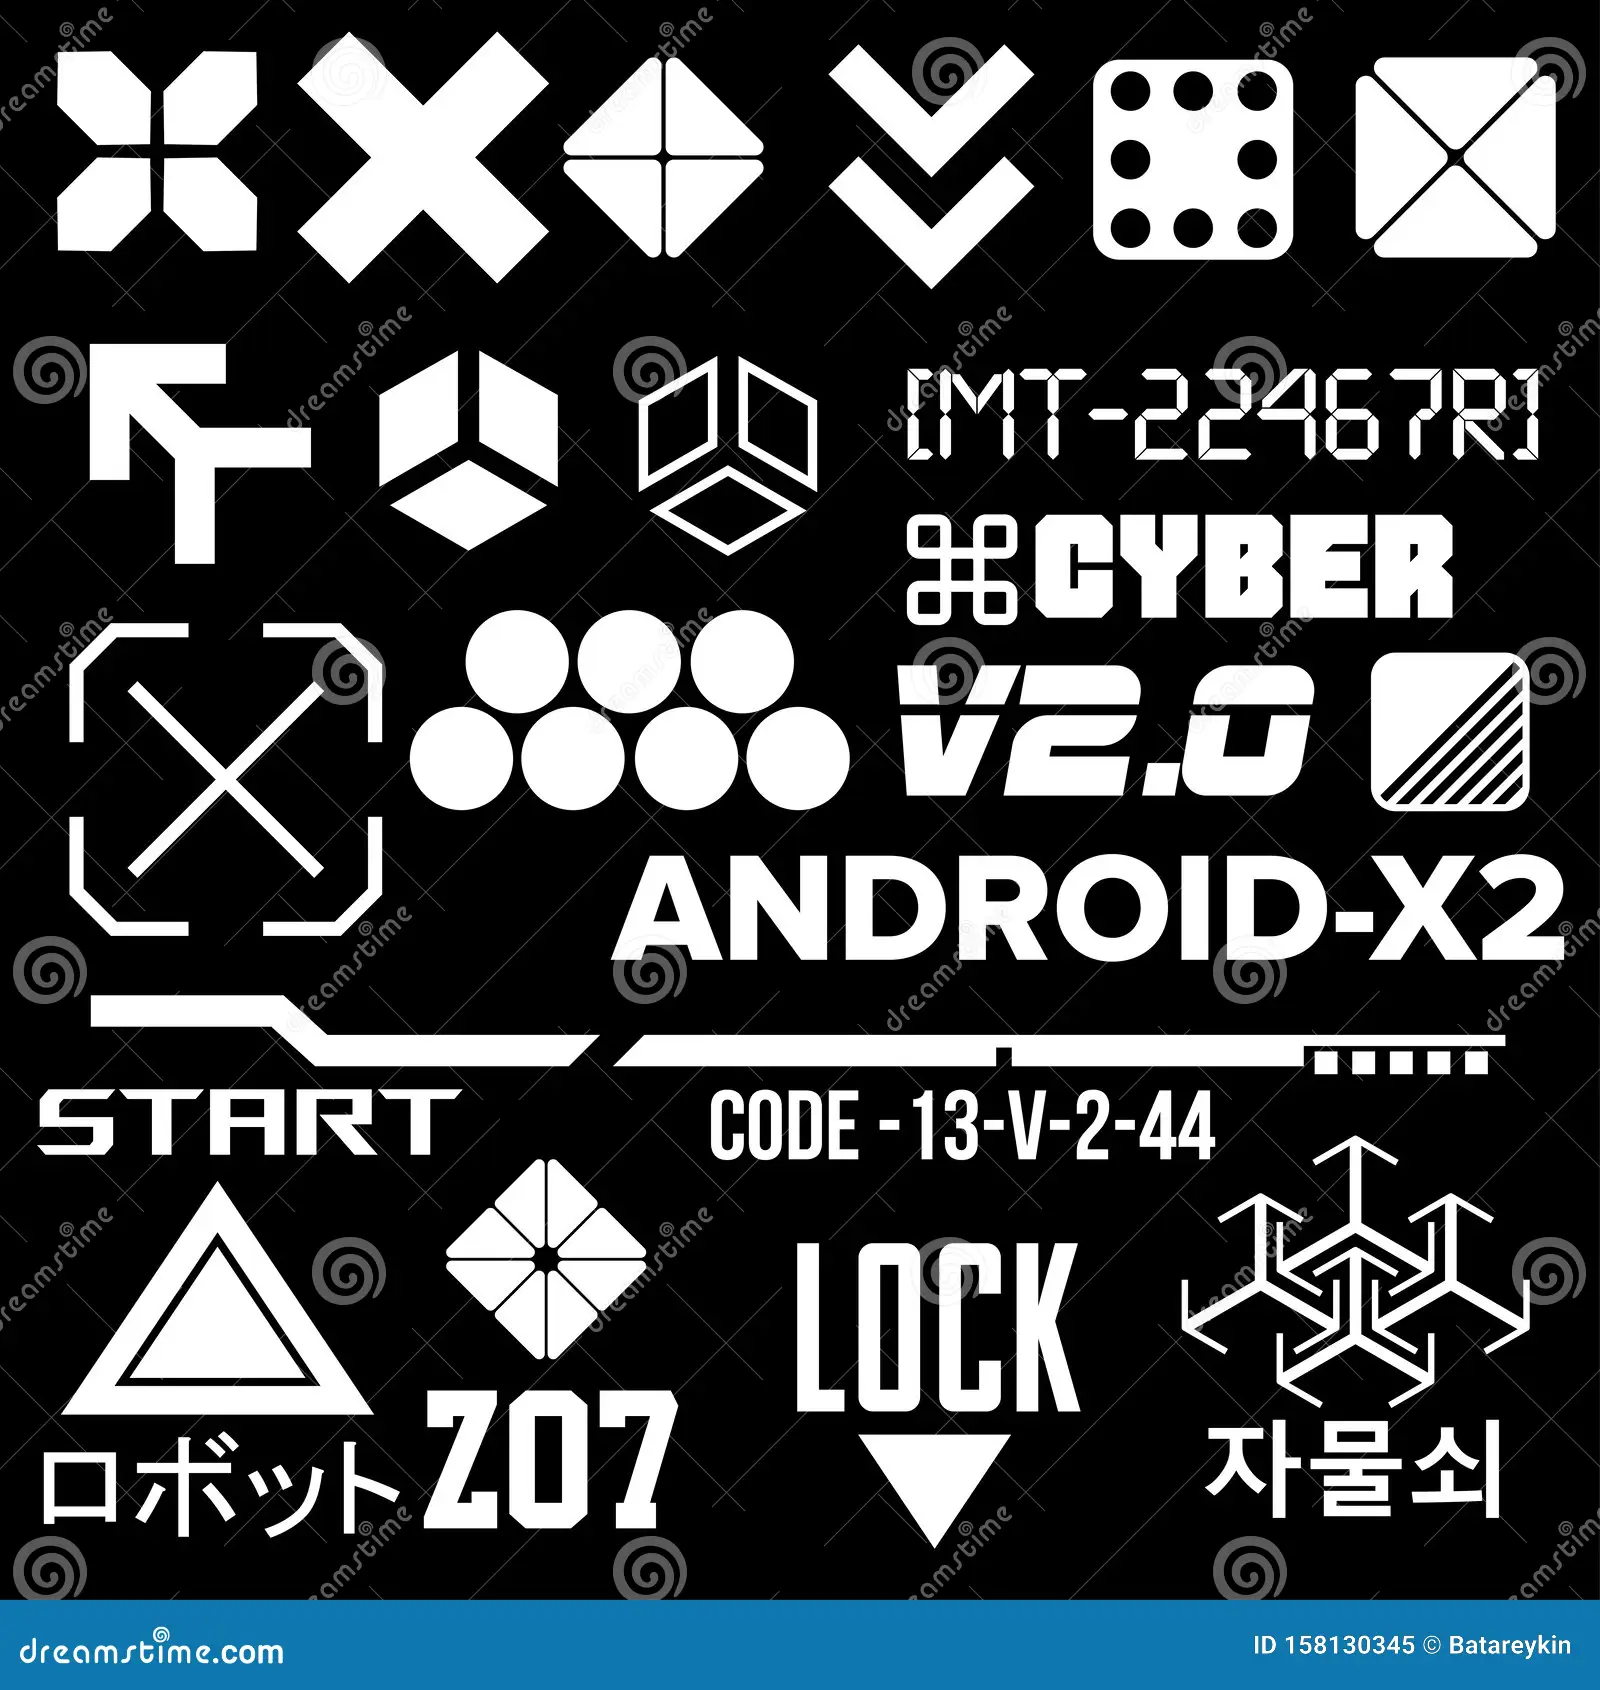 [MT-22467R]
⌘CYBER
V2.0
ANDROID-X2
START
CODE -13-V-2-44
LOCK
ロボット
Z07
자물쇠
dreamstime.com
ID 158130345 © Batareykin